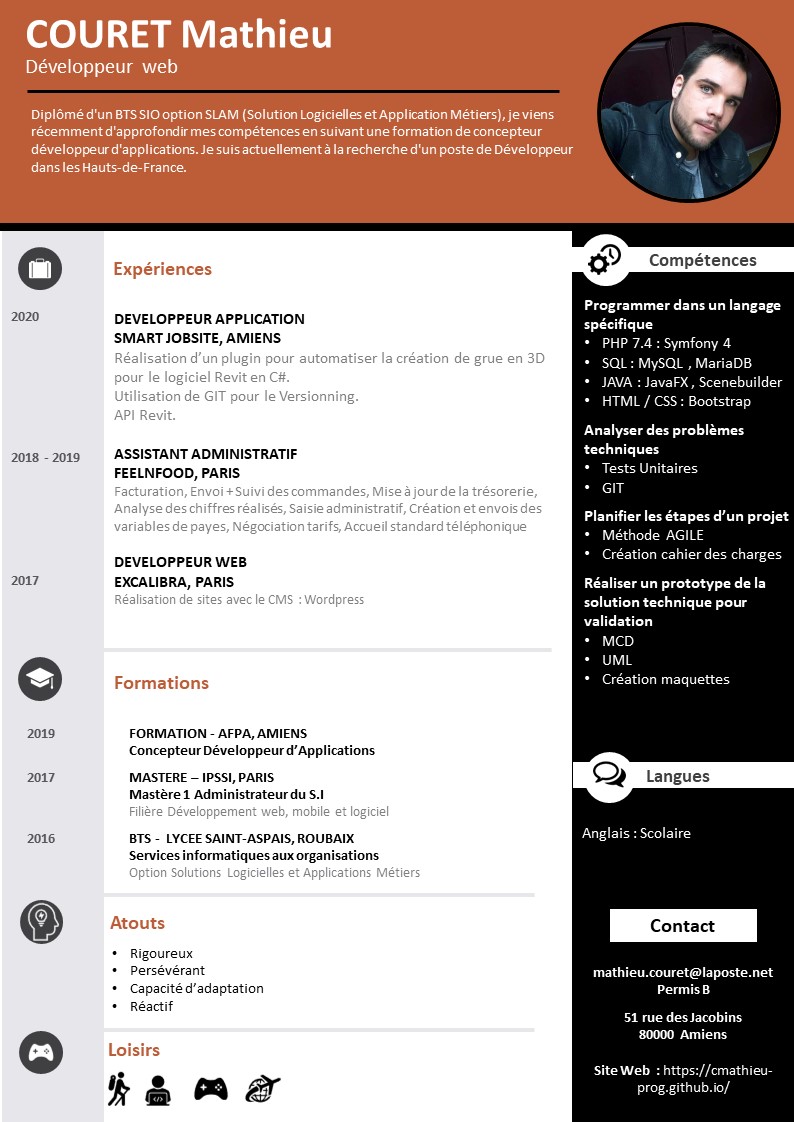 COURET Mathieu
Développeur web
Diplômé d'un BTS SIO option SLAM (Solution Logicielles et Application Métiers), je viens
récemment d'approfondir mes compétences en suivant une formation de concepteur
développeur d'applications. Je suis actuellement à la recherche d'un poste de Développeur
dans les Hauts-de-France.
Expériences
2020
DEVELOPPEUR APPLICATION
SMART JOBSITE, AMIENS
Réalisation d’un plugin pour automatiser la création de grue en 3D
pour le logiciel Revit en C#.
Utilisation de GIT pour le Versionning.
API Revit.
2018 - 2019
ASSISTANT ADMINISTRATIF
FEELNFOOD, PARIS
Facturation, Envoi + Suivi des commandes, Mise à jour de la trésorerie,
Analyse des chiffres réalisés, Saisie administratif, Création et envois des
variables de payes, Négociation tarifs, Accueil standard téléphonique
2017
DEVELOPPEUR WEB
EXCALIBRA, PARIS
Réalisation de sites avec le CMS : Wordpress
Formations
2019
FORMATION - AFPA, AMIENS
Concepteur Développeur d’Applications
2017
MASTERE – IPSSI, PARIS
Mastère 1 Administrateur du S.I
Filière Développement web, mobile et logiciel
2016
BTS - LYCEE SAINT-ASPAIS, ROUBAIX
Services informatiques aux organisations
Option Solutions Logicielles et Applications Métiers
Atouts
• Rigoureux
• Persévérant
• Capacité d’adaptation
• Réactif
Loisirs
Compétences
Programmer dans un langage
spécifique
• PHP 7.4 : Symfony 4
• SQL : MySQL , MariaDB
• JAVA : JavaFX , Scenebuilder
• HTML / CSS : Bootstrap
Analyser des problèmes
techniques
• Tests Unitaires
• GIT
Planifier les étapes d’un projet
• Méthode AGILE
• Création cahier des charges
Réaliser un prototype de la
solution technique pour
validation
• MCD
• UML
• Création maquettes
Langues
Anglais : Scolaire
Contact
mathieu.couret@laposte.net
Permis B
51 rue des Jacobins
80000 Amiens
Site Web : https://cmathieu-
prog.github.io/